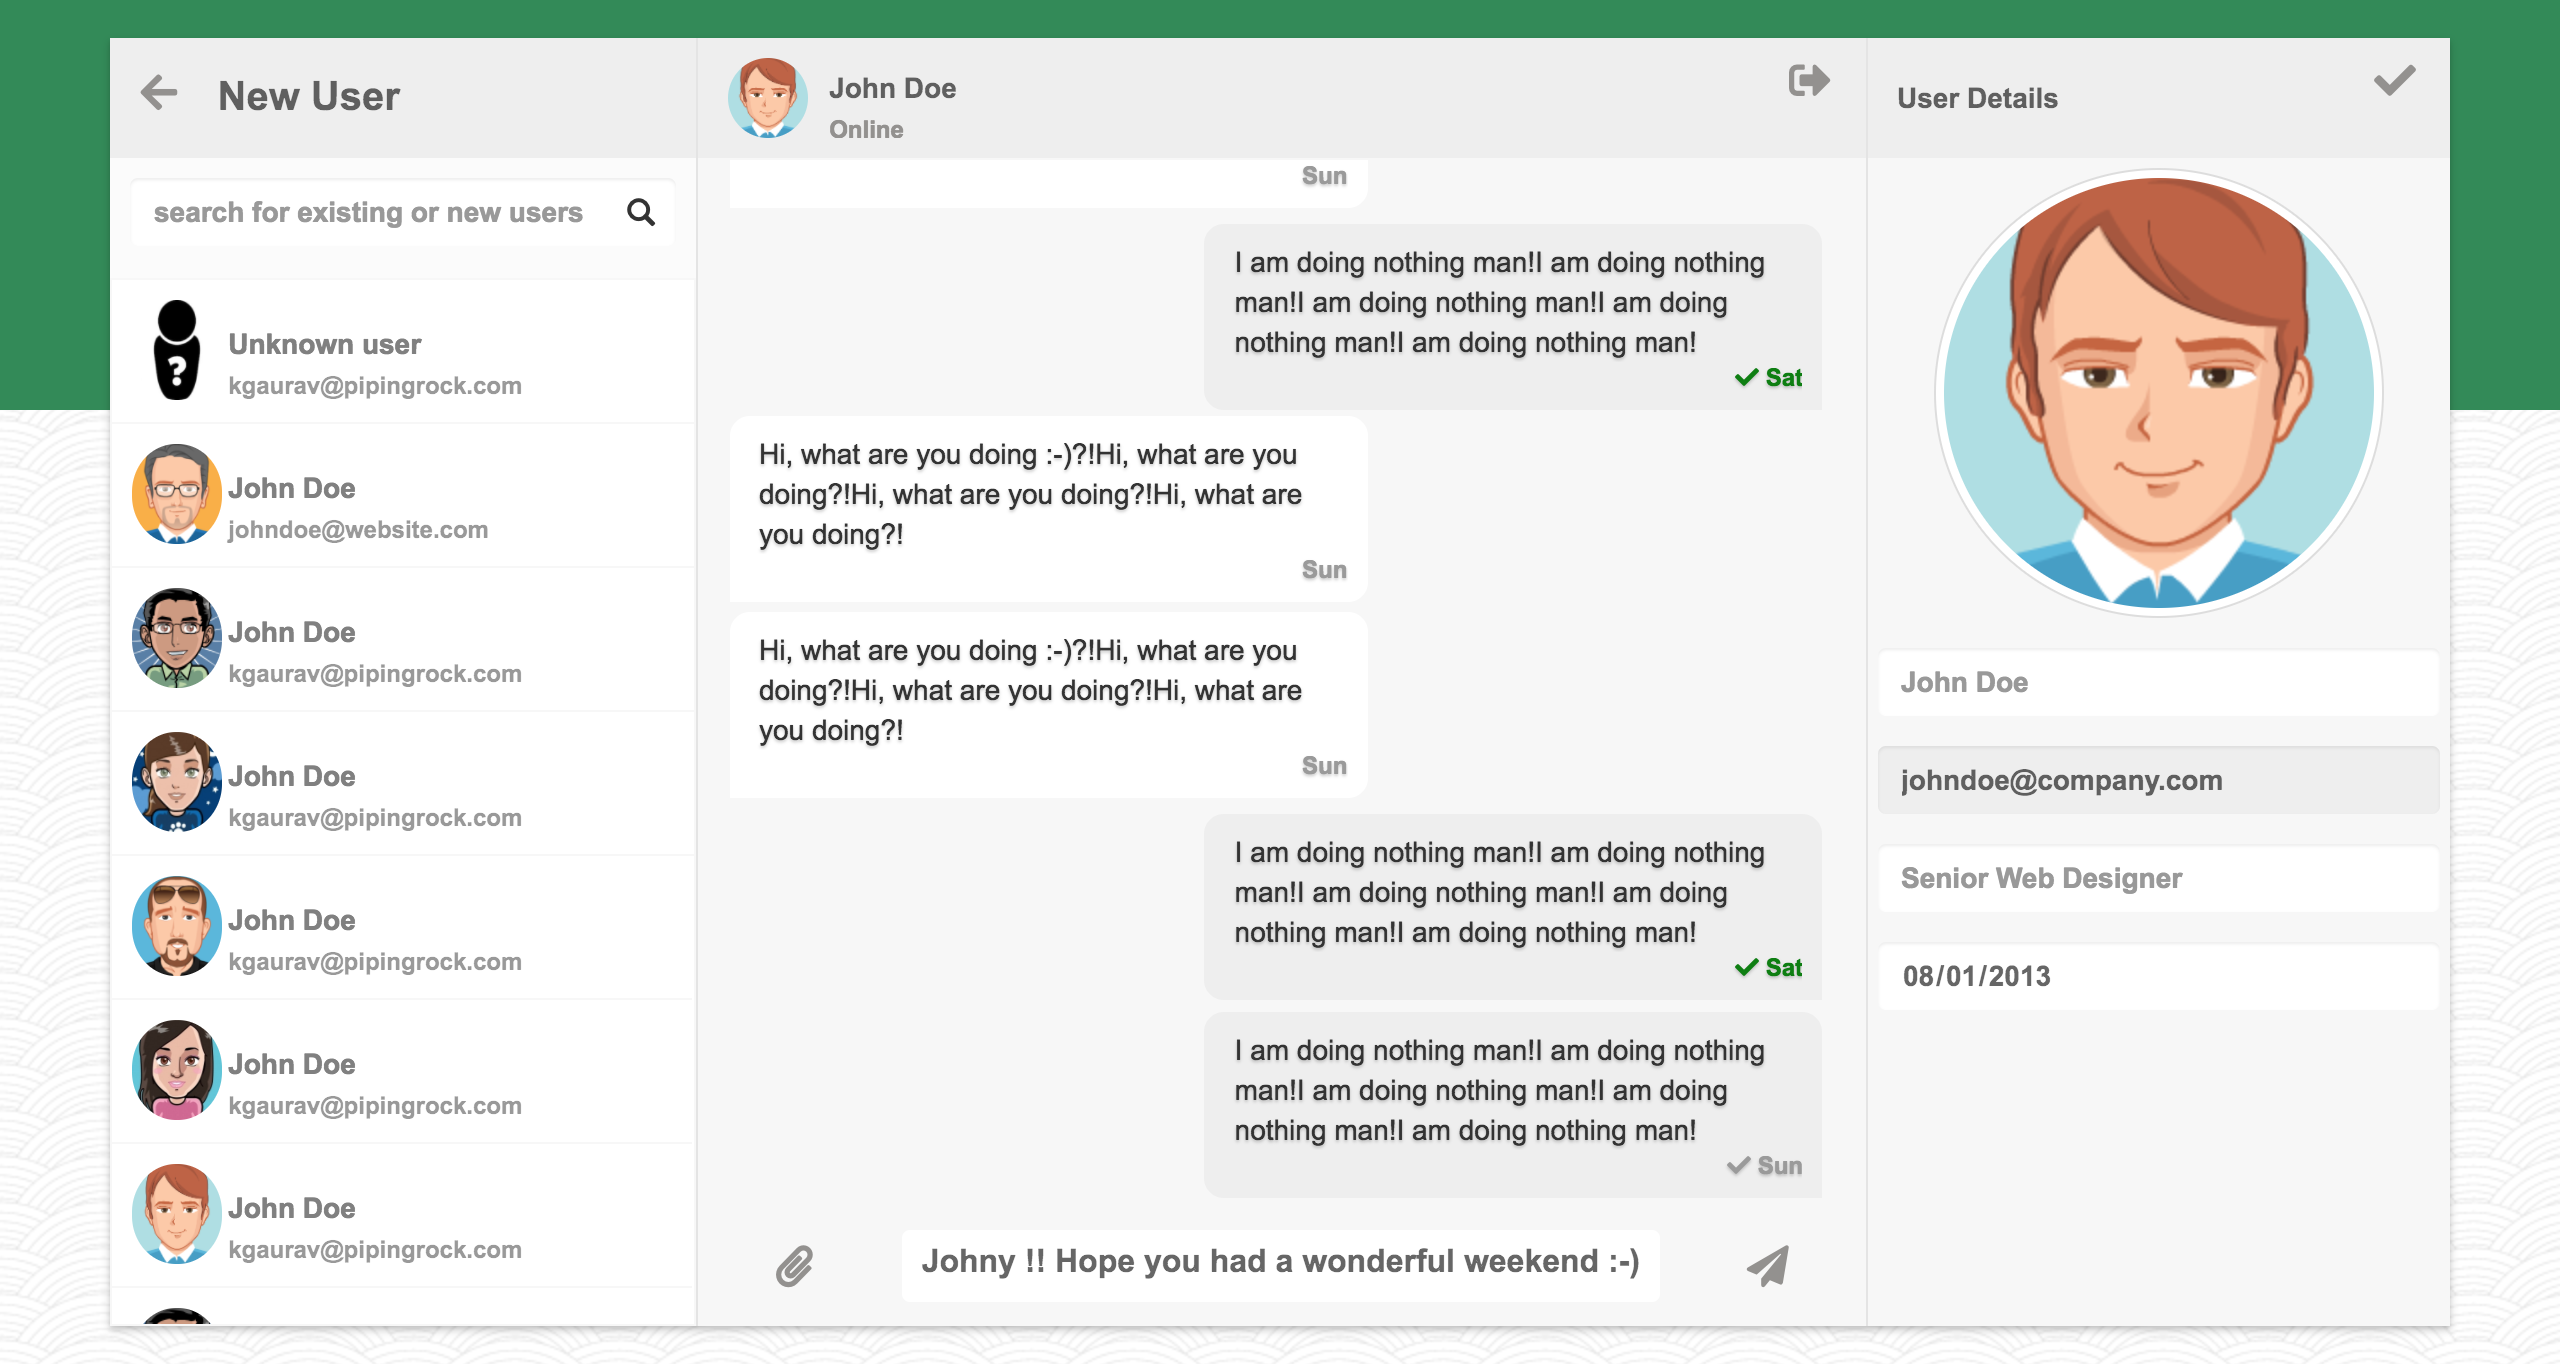 New User
search for existing or new users
Unknown user
kgaurav@pipingrock.com
John Doe
johndoe@website.com
John Doe
kgaurav@pipingrock.com
John Doe
kgaurav@pipingrock.com
John Doe
kgaurav@pipingrock.com
John Doe
kgaurav@pipingrock.com
John Doe
kgaurav@pipingrock.com
John Doe
Online
Sun
I am doing nothing man!I am doing nothing
man!I am doing nothing man!I am doing
nothing man!I am doing nothing man!
Sat
Hi, what are you doing :-)?!Hi, what are you
doing?!Hi, what are you doing?!Hi, what are
you doing?!
Sun
Hi, what are you doing :-)?!Hi, what are you
doing?!Hi, what are you doing?!Hi, what are
you doing?!
Sun
I am doing nothing man!I am doing nothing
man!I am doing nothing man!I am doing
nothing man!I am doing nothing man!
Sat
I am doing nothing man!I am doing nothing
man!I am doing nothing man!I am doing
nothing man!I am doing nothing man!
Sun
Johny !! Hope you had a wonderful weekend :-)
User Details
John Doe
johndoe@company.com
Senior Web Designer
08/01/2013